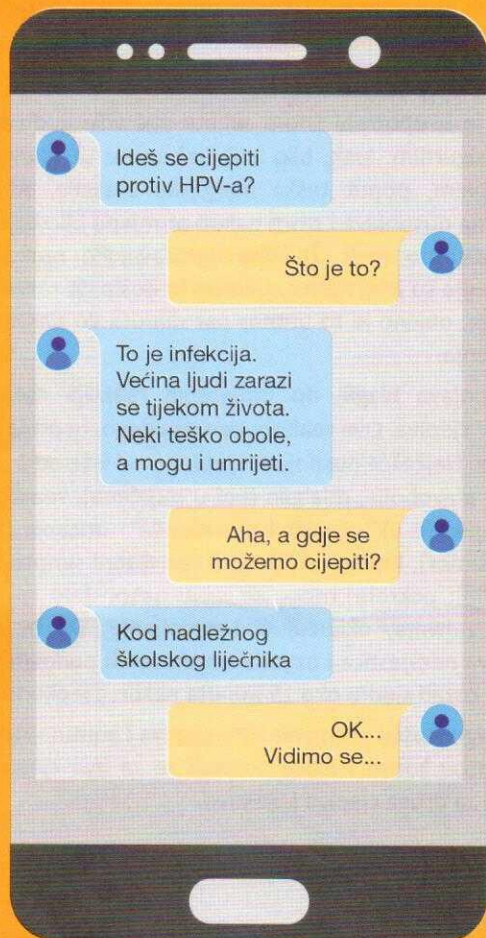 Ideš se cijepiti
protiv HPV-a?
Što je to?
To je infekcija.
Većina ljudi zarazi
se tijekom života.
Neki teško obole,
a mogu i umrijeti.
Aha, a gdje se
možemo cijepiti?
Kod nadležnog
školskog liječnika
OK...
Vidimo se...